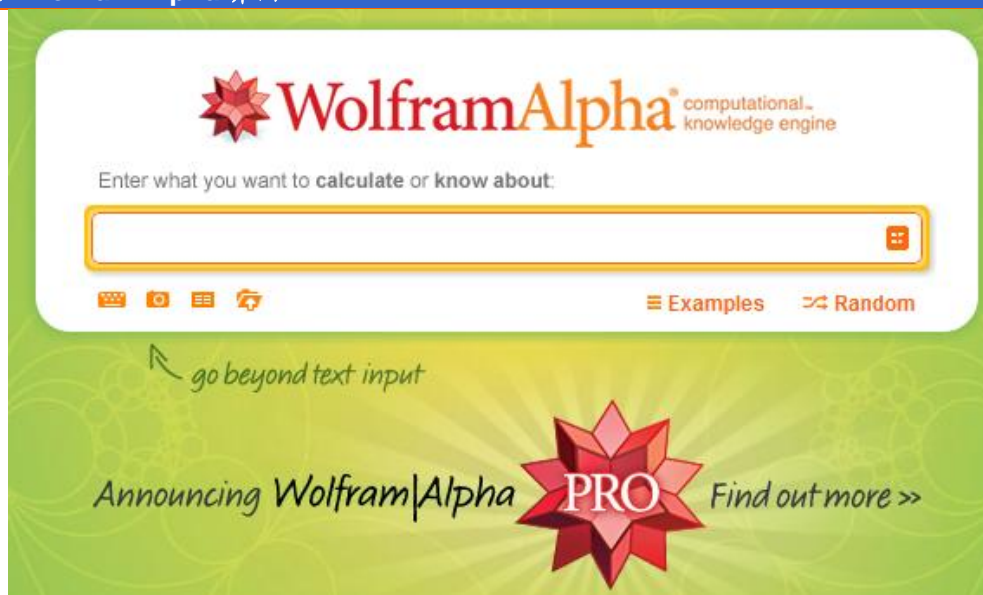 WolframAlpha® computational™
knowledge engine
Enter what you want to calculate or know about:
Examples Random
go beyond text input
Announcing Wolfram|Alpha PRO Find out more >>